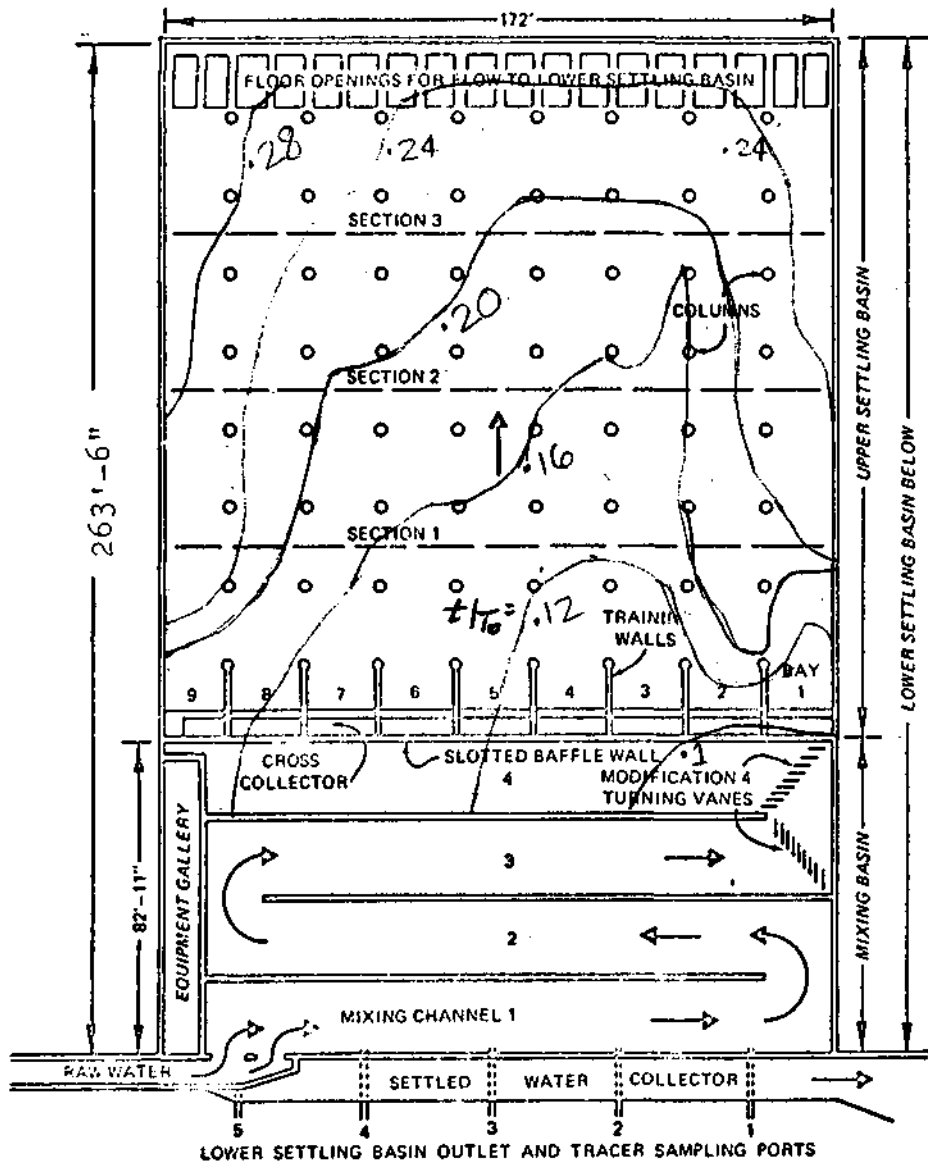 172'
FLOOR OPENINGS FOR FLOW TO LOWER SETTLING BASIN
.28
.24
.24
SECTION 3
COLUMNS
.20
SECTION 2
.16
SECTION 1
t/T₀ = .12
TRAININ
WALLS
BAY
9 8 7 6 5 4 3 2 1
CROSS
COLLECTOR
SLOTTED BAFFLE WALL
.1
4
MODIFICATION 4
TURNING VANES
3
2
MIXING CHANNEL 1
EQUIPMENT GALLERY
82'-11"
263'-6"
UPPER SETTLING BASIN
MIXING BASIN
LOWER SETTLING BASIN BELOW
RAW WATER
SETTLED WATER COLLECTOR
5 4 3 2 1
LOWER SETTLING BASIN OUTLET AND TRACER SAMPLING PORTS